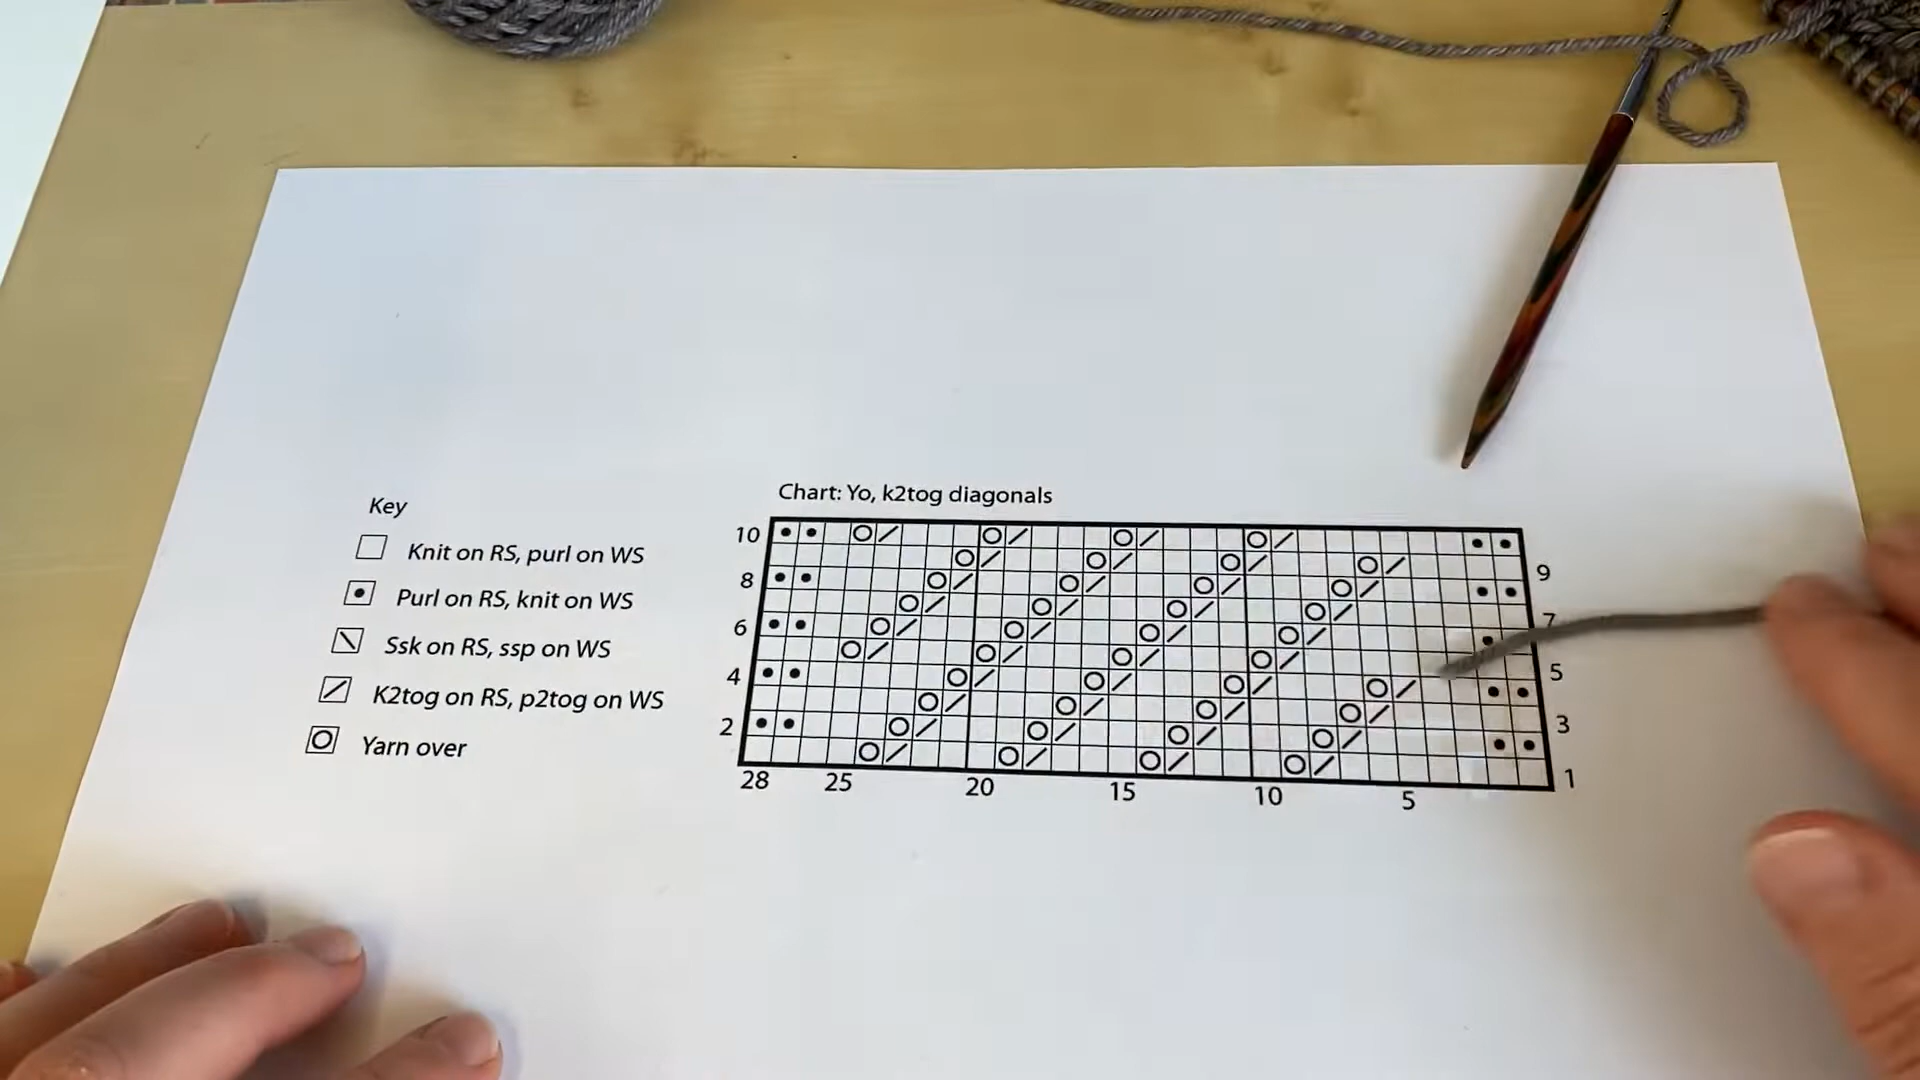 Key
Knit on RS, purl on WS
Purl on RS, knit on WS
Ssk on RS, ssp on WS
K2tog on RS, p2tog on WS
Yarn over
Chart: Yo, k2tog diagonals
10
9
8
7
6
5
4
3
2
1
28 25 20 15 10 5